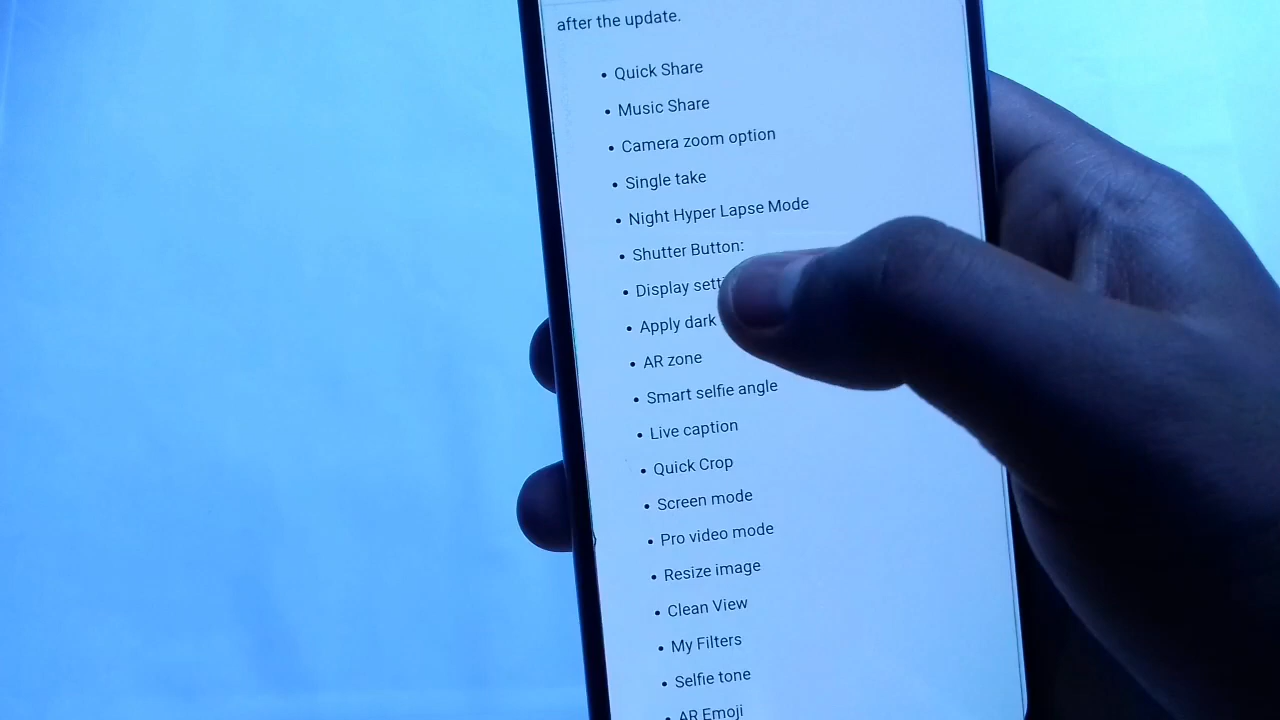 after the update.
• Quick Share
• Music Share
• Camera zoom option
• Single take
• Night Hyper Lapse Mode
• Shutter Button:
• Display
• Apply dark
• AR zone
• Smart selfie angle
• Live caption
• Quick Crop
• Screen mode
• Pro video mode
• Resize image
• Clean View
• My Filters
• Selfie tone
• AR Emoji